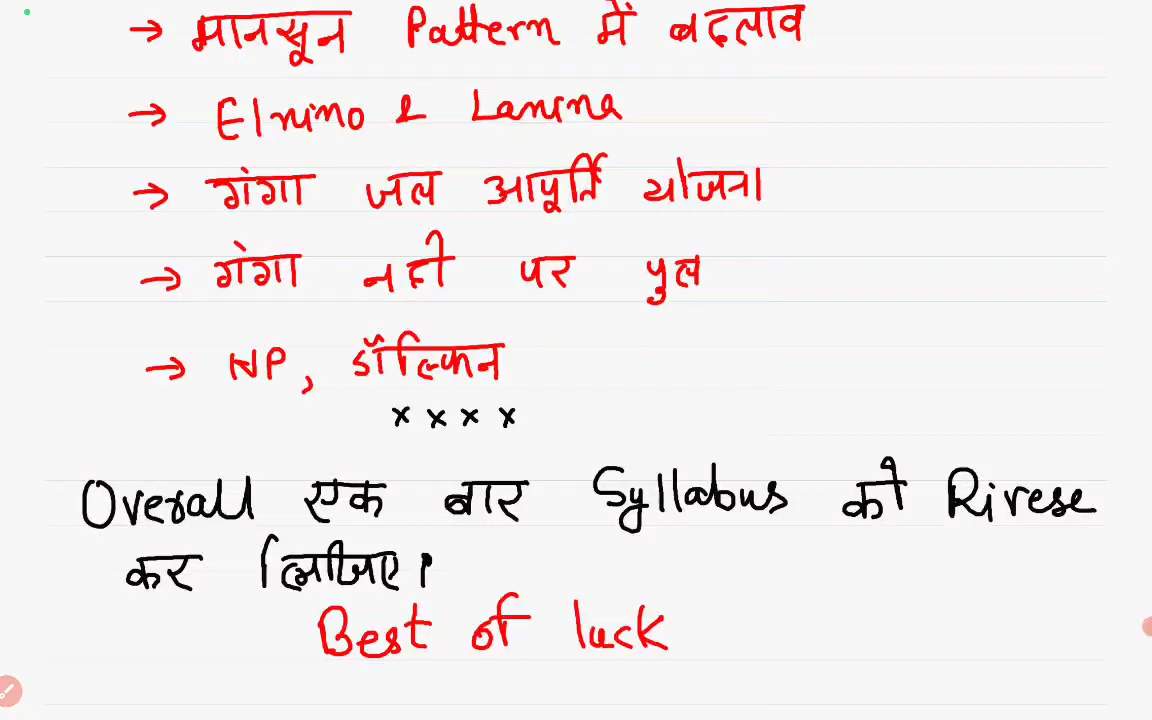 → मानसून Pattern में बदलाव
→ Elnino & Lanina
→ गंगा जल आपूर्ति योजना
→ गंगा नदी पर पुल
→ NP, डॉल्फिन
x x x x
Overall एक बार Syllabus को Rivese
कर लिजिए।
Best of luck